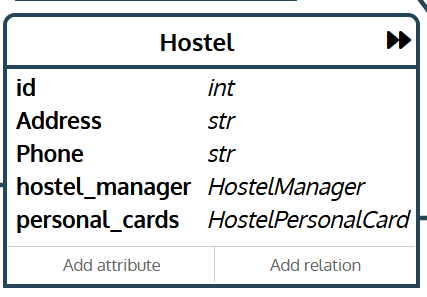 Hostel
id int
Address str
Phone str
hostel_manager HostelManager
personal_cards HostelPersonalCard
Add attribute Add relation